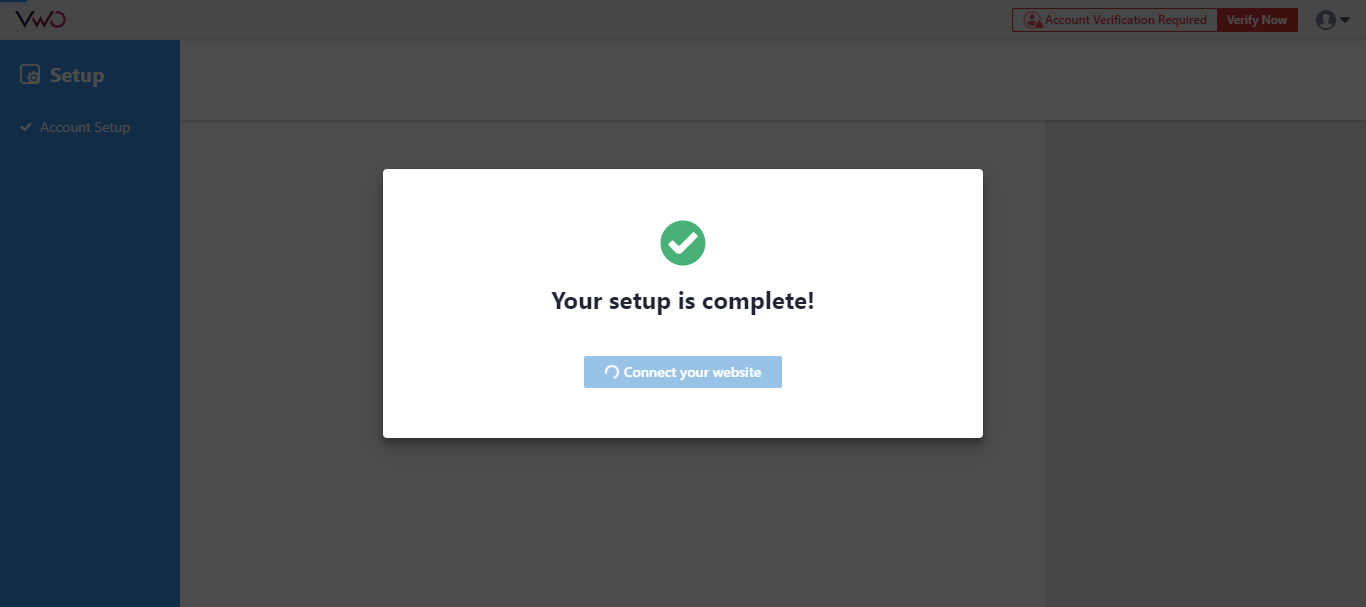 VWO
Account Verification Required
Verify Now
Setup
Account Setup
Your setup is complete!
Connect your website